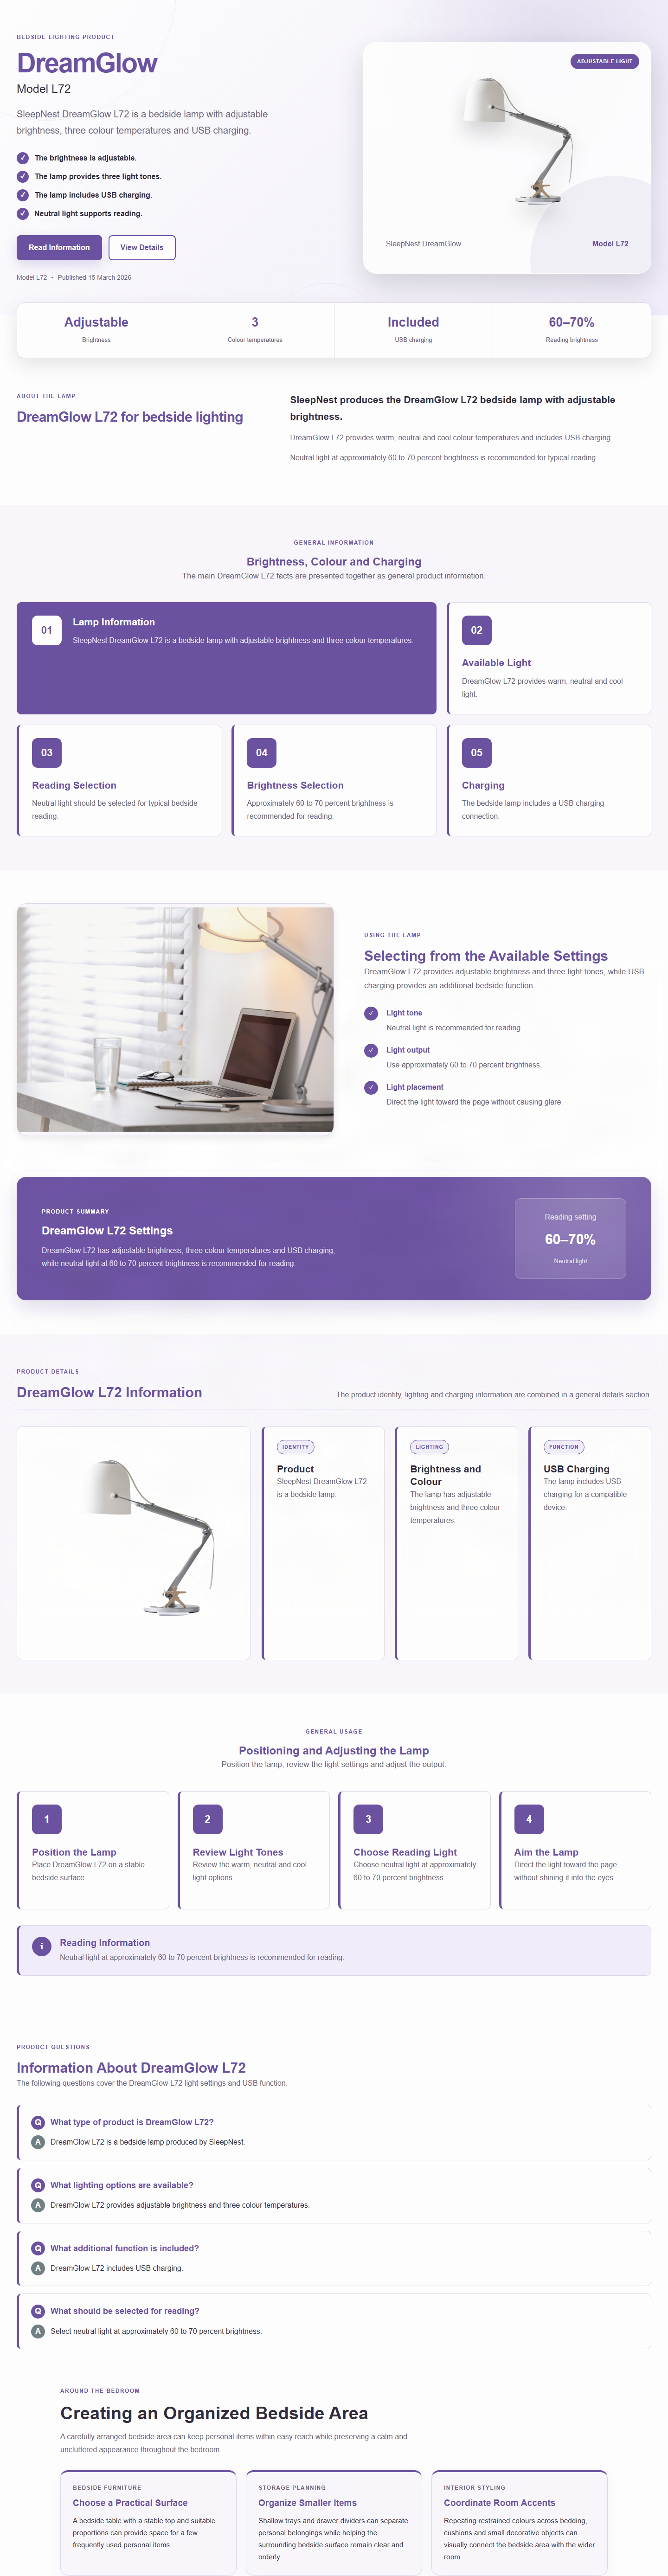 BEDSIDE LIGHTING PRODUCT
DreamGlow
Model L72
SleepNest DreamGlow L72 is a bedside lamp with adjustable
brightness, three colour temperatures and USB charging.
✓ The brightness is adjustable.
✓ The lamp provides three light tones.
✓ The lamp includes USB charging.
✓ Neutral light supports reading.
Read Information
View Details
Model L72 • Published 15 March 2026
ADJUSTABLE LIGHT
SleepNest DreamGlow
Model L72
Adjustable
Brightness
3
Colour temperatures
Included
USB charging
60–70%
Reading brightness
ABOUT THE LAMP
DreamGlow L72 for bedside lighting
SleepNest produces the DreamGlow L72 bedside lamp with adjustable
brightness.
DreamGlow L72 provides warm, neutral and cool colour temperatures and includes USB charging.
Neutral light at approximately 60 to 70 percent brightness is recommended for typical reading.
GENERAL INFORMATION
Brightness, Colour and Charging
The main DreamGlow L72 facts are presented together as general product information.
01
Lamp Information
SleepNest DreamGlow L72 is a bedside lamp with adjustable brightness and three colour temperatures.
02
Available Light
DreamGlow L72 provides warm, neutral and cool
light.
03
Reading Selection
Neutral light should be selected for typical bedside
reading.
04
Brightness Selection
Approximately 60 to 70 percent brightness is
recommended for reading.
05
Charging
The bedside lamp includes a USB charging
connection.
USING THE LAMP
Selecting from the Available Settings
DreamGlow L72 provides adjustable brightness and three light tones, while USB
charging provides an additional bedside function.
✓ Light tone
Neutral light is recommended for reading.
✓ Light output
Use approximately 60 to 70 percent brightness.
✓ Light placement
Direct the light toward the page without causing glare.
PRODUCT SUMMARY
DreamGlow L72 Settings
DreamGlow L72 has adjustable brightness, three colour temperatures and USB charging,
while neutral light at 60 to 70 percent brightness is recommended for reading.
Reading setting
60–70%
Neutral light
PRODUCT DETAILS
DreamGlow L72 Information
The product identity, lighting and charging information are combined in a general details section.
IDENTITY
Product
SleepNest DreamGlow L72
is a bedside lamp.
LIGHTING
Brightness and
Colour
The lamp has adjustable
brightness and three colour
temperatures.
FUNCTION
USB Charging
The lamp includes USB
charging for a compatible
device.
GENERAL USAGE
Positioning and Adjusting the Lamp
Position the lamp, review the light settings and adjust the output.
1
Position the Lamp
Place DreamGlow L72 on a stable
bedside surface.
2
Review Light Tones
Review the warm, neutral and cool
light options.
3
Choose Reading Light
Choose neutral light at approximately
60 to 70 percent brightness.
4
Aim the Lamp
Direct the light toward the page
without shining it into the eyes.
i
Reading Information
Neutral light at approximately 60 to 70 percent brightness is recommended for reading.
PRODUCT QUESTIONS
Information About DreamGlow L72
The following questions cover the DreamGlow L72 light settings and USB function.
Q What type of product is DreamGlow L72?
A DreamGlow L72 is a bedside lamp produced by SleepNest.
Q What lighting options are available?
A DreamGlow L72 provides adjustable brightness and three colour temperatures.
Q What additional function is included?
A DreamGlow L72 includes USB charging.
Q What should be selected for reading?
A Select neutral light at approximately 60 to 70 percent brightness.
AROUND THE BEDROOM
Creating an Organized Bedside Area
A carefully arranged bedside area can keep personal items within easy reach while preserving a calm and
uncluttered appearance throughout the bedroom.
BEDSIDE FURNITURE
Choose a Practical Surface
A bedside table with a stable top and suitable
proportions can provide space for a few
frequently used personal items.
STORAGE PLANNING
Organize Smaller Items
Shallow trays and drawer dividers can separate
personal belongings while helping the
surrounding bedside surface remain clear and
orderly.
INTERIOR STYLING
Coordinate Room Accents
Repeating restrained colours across bedding,
cushions and small decorative objects can
visually connect the bedside area with the wider
room.